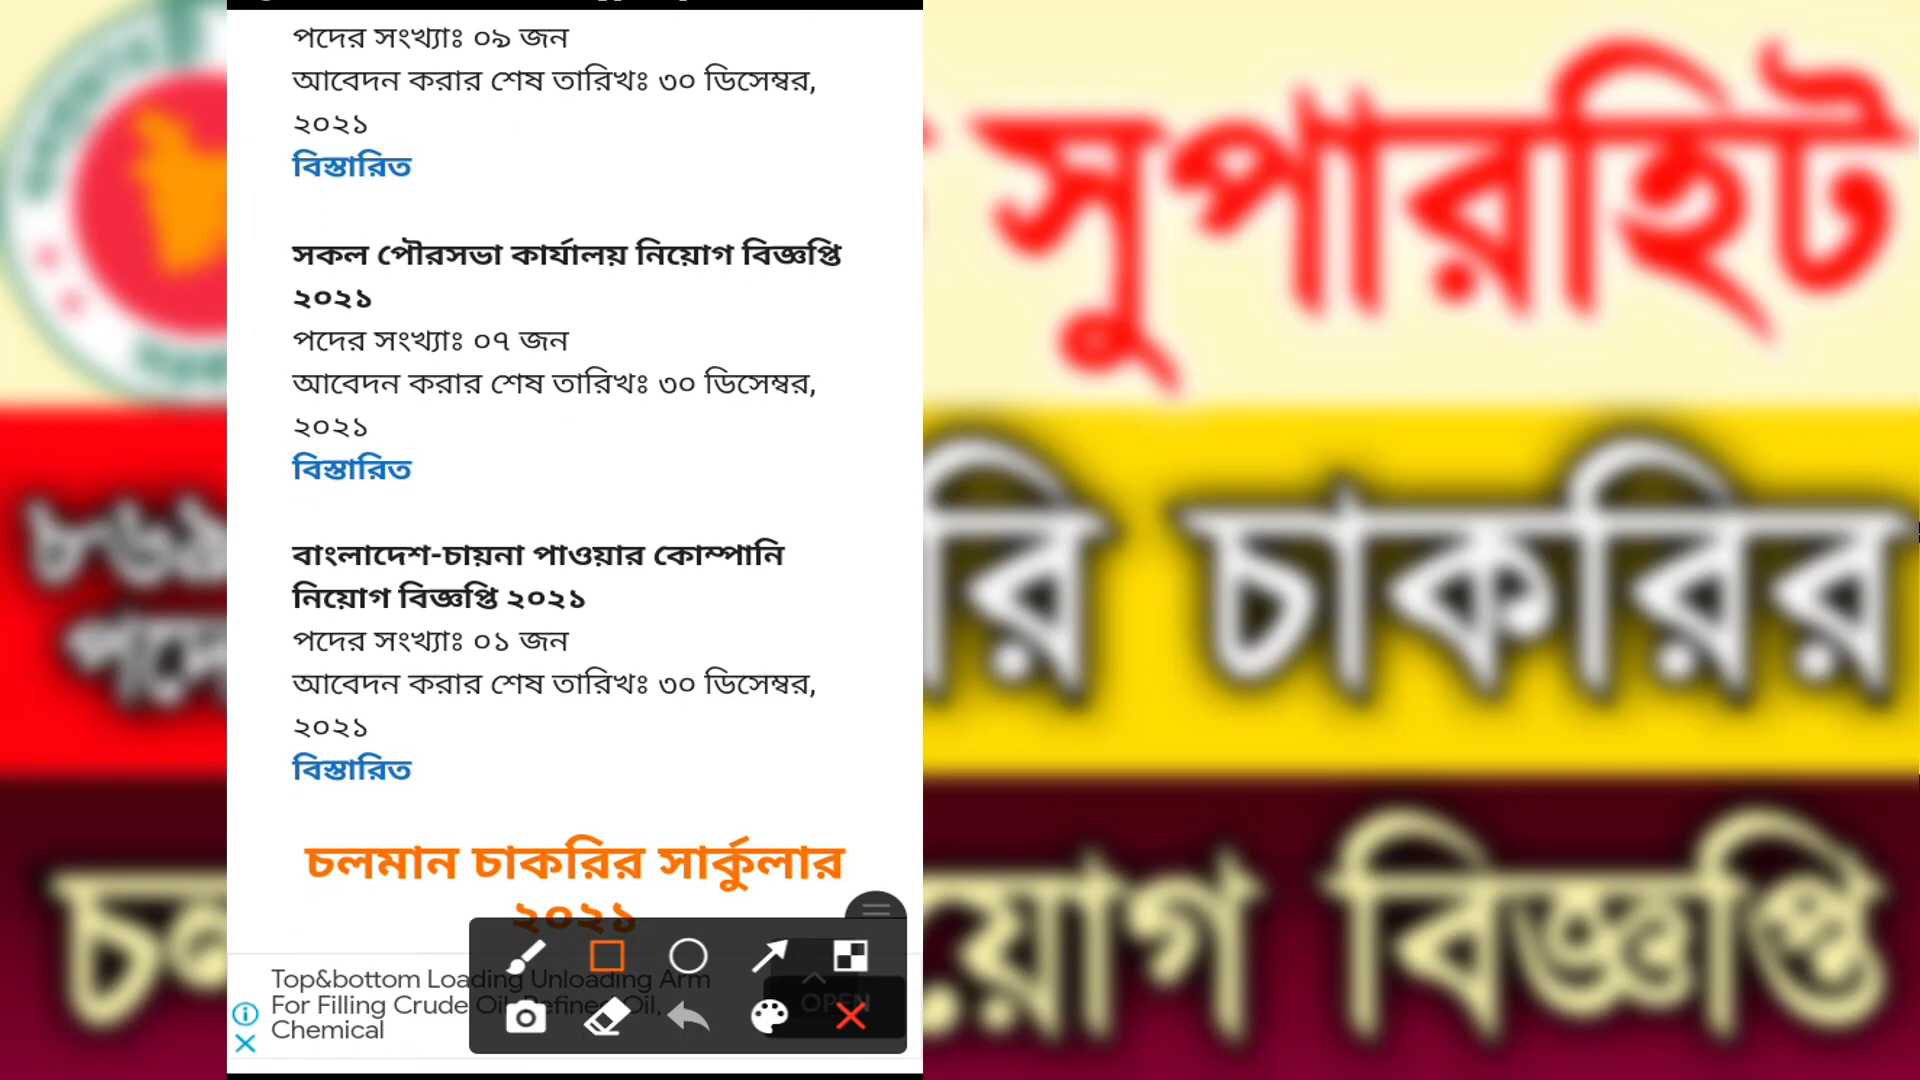 পদের সংখ্যাঃ ০৯ জন
আবেদন করার শেষ তারিখঃ ৩০ ডিসেম্বর,
২০২১
বিস্তারিত
সকল পৌরসভা কার্যালয় নিয়োগ বিজ্ঞপ্তি
২০২১
পদের সংখ্যাঃ ০৭ জন
আবেদন করার শেষ তারিখঃ ৩০ ডিসেম্বর,
২০২১
বিস্তারিত
বাংলাদেশ-চায়না পাওয়ার কোম্পানি
নিয়োগ বিজ্ঞপ্তি ২০২১
পদের সংখ্যাঃ ০১ জন
আবেদন করার শেষ তারিখঃ ৩০ ডিসেম্বর,
২০২১
বিস্তারিত
চলমান চাকরির সার্কুলার
২০২১
Top&bottom Loading Unloading Arm
For Filling Crude Oil, Refined Oil,
Chemical
OPEN
সুপারহিট
চাকরির
বিজ্ঞপ্তি